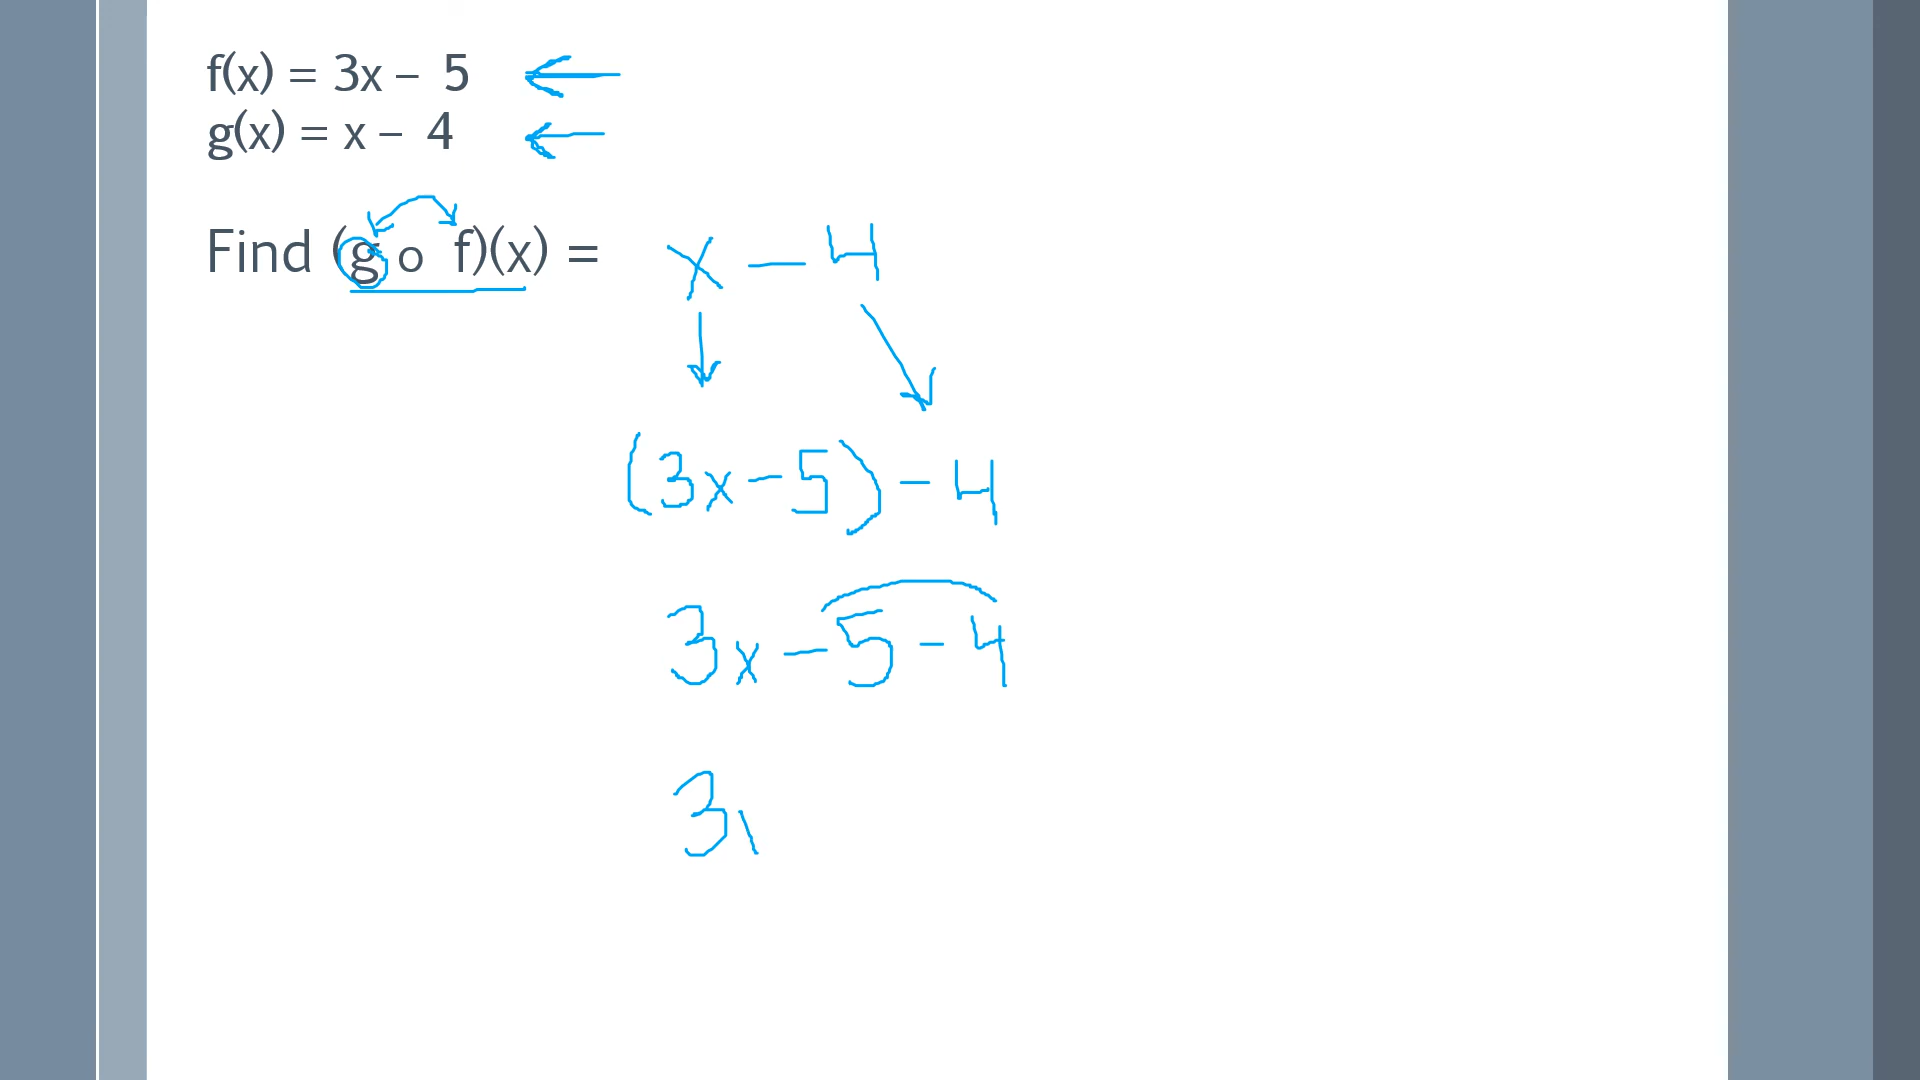 f(x) = 3x – 5
g(x) = x – 4
Find (g o f)(x) = x – 4
(3x – 5) – 4
3x – 5 – 4
3